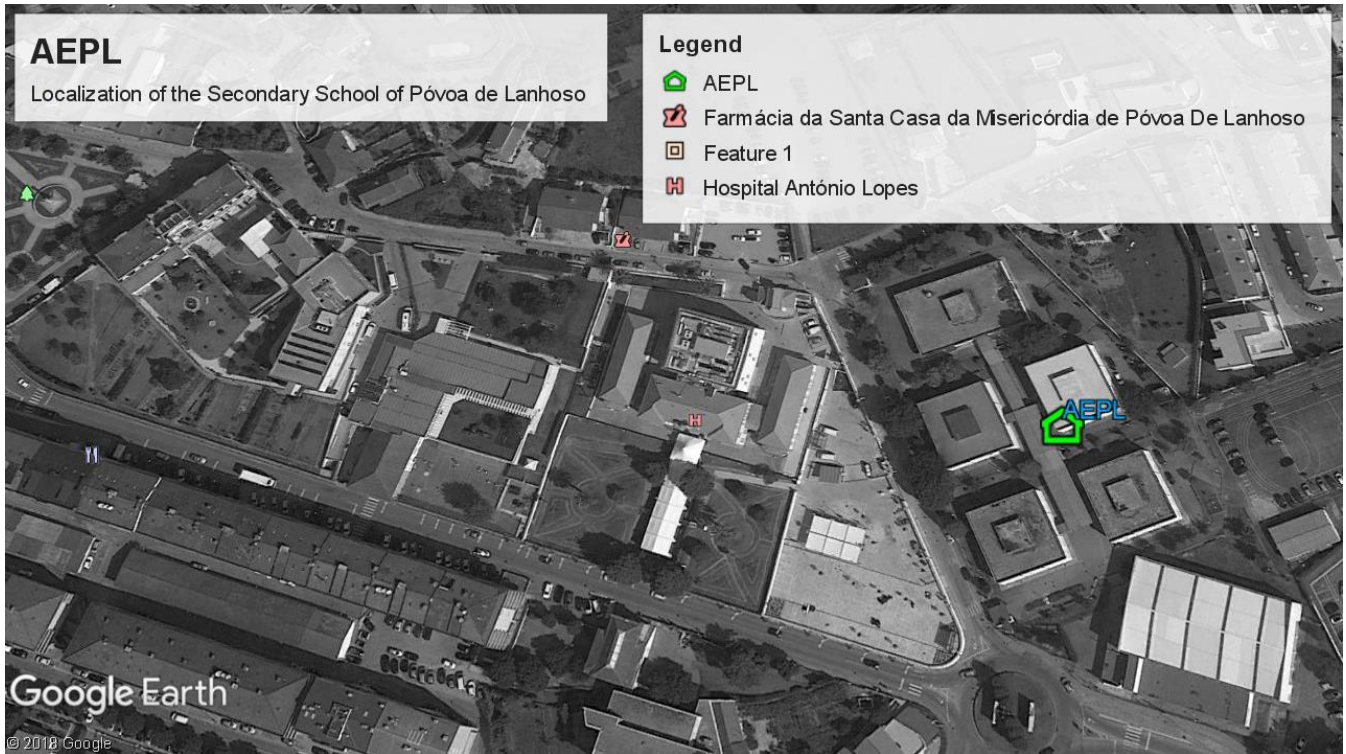 AEPL
Localization of the Secondary School of Póvoa de Lanhoso
Legend
AEPL
Farmácia da Santa Casa da Misericórdia de Póvoa De Lanhoso
Feature 1
H Hospital António Lopes
H
AEPL
Google Earth
© 2018 Google